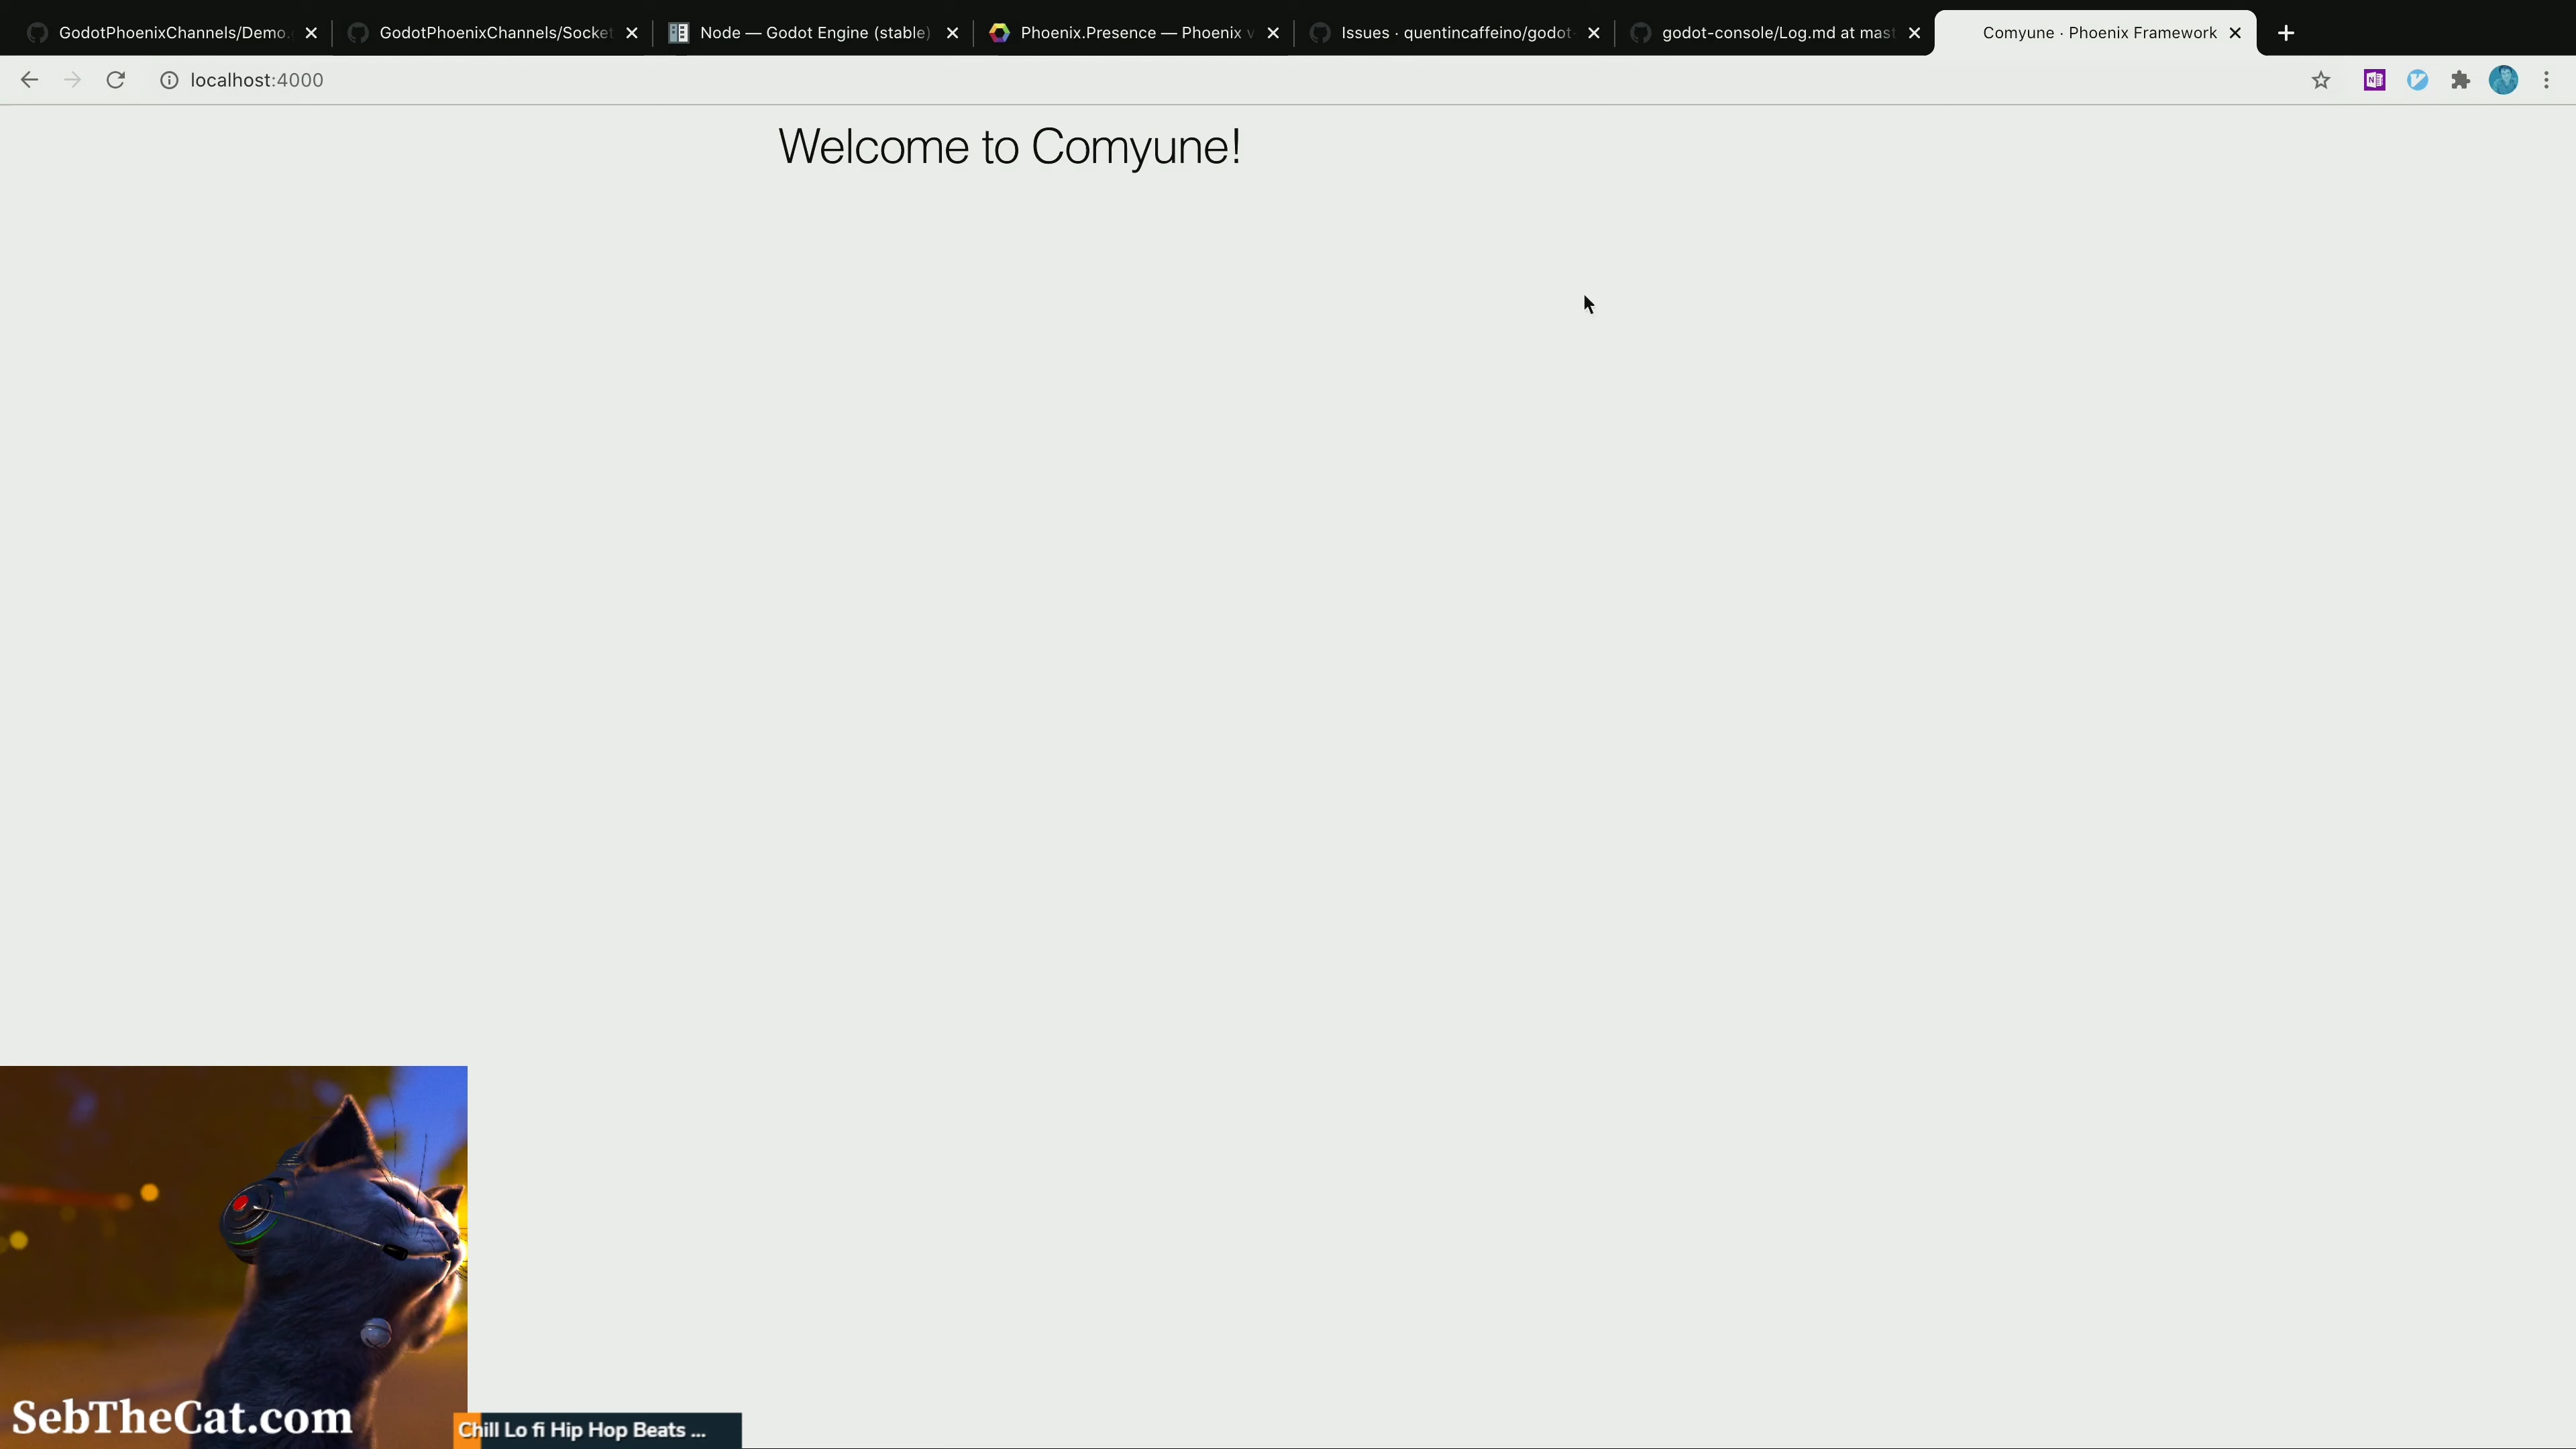 GodotPhoenixChannels/Demo.
GodotPhoenixChannels/Socket
Node — Godot Engine (stable)
Phoenix.Presence — Phoenix v
Issues · quentincaffeino/godot-
godot-console/Log.md at mast
Comyune · Phoenix Framework
localhost:4000
Welcome to Comyune!
SebTheCat.com
Chill Lo fi Hip Hop Beats ...